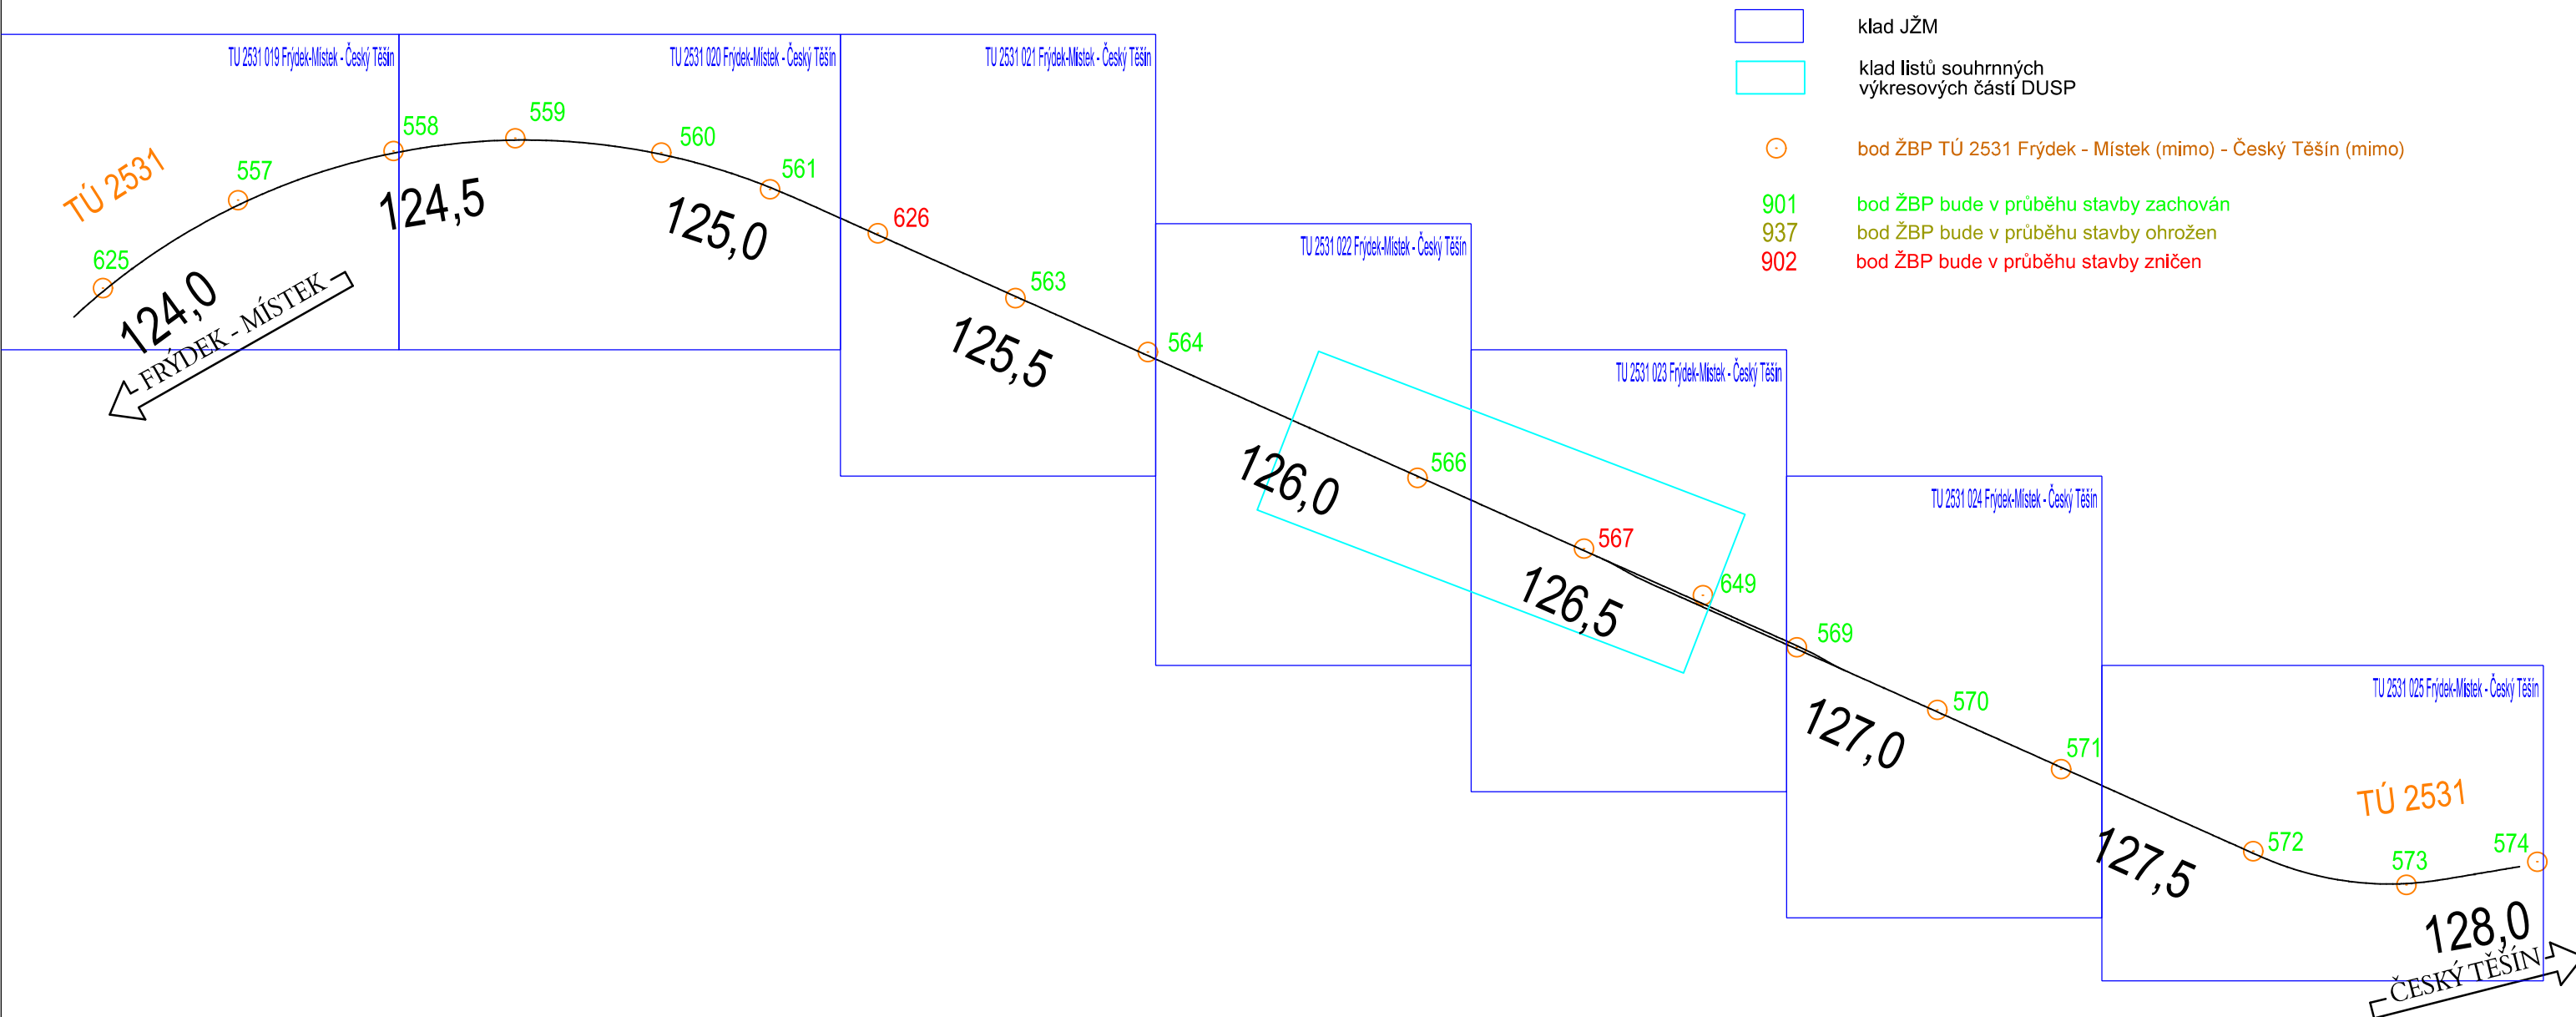 klad JŽM
klad listů souhrnných
výkresových částí DUSP
bod ŽBP TÚ 2531 Frýdek - Místek (mimo) - Český Těšín (mimo)
901 bod ŽBP bude v průběhu stavby zachován
937 bod ŽBP bude v průběhu stavby ohrožen
902 bod ŽBP bude v průběhu stavby zničen
TU 2531 019 Frýdek-Místek - Český Těšín
TU 2531 020 Frýdek-Místek - Český Těšín
TU 2531 021 Frýdek-Místek - Český Těšín
TÚ 2531
625
557
558
559
560
561
626
563
564
124,0
124,5
125,0
125,5
FRÝDEK - MÍSTEK
TU 2531 022 Frýdek-Místek - Český Těšín
566
126,0
TU 2531 023 Frýdek-Místek - Český Těšín
567
649
126,5
TU 2531 024 Frýdek-Místek - Český Těšín
569
570
571
127,0
TU 2531 025 Frýdek-Místek - Český Těšín
TÚ 2531
572
573
574
127,5
128,0
ČESKÝ TĚŠÍN